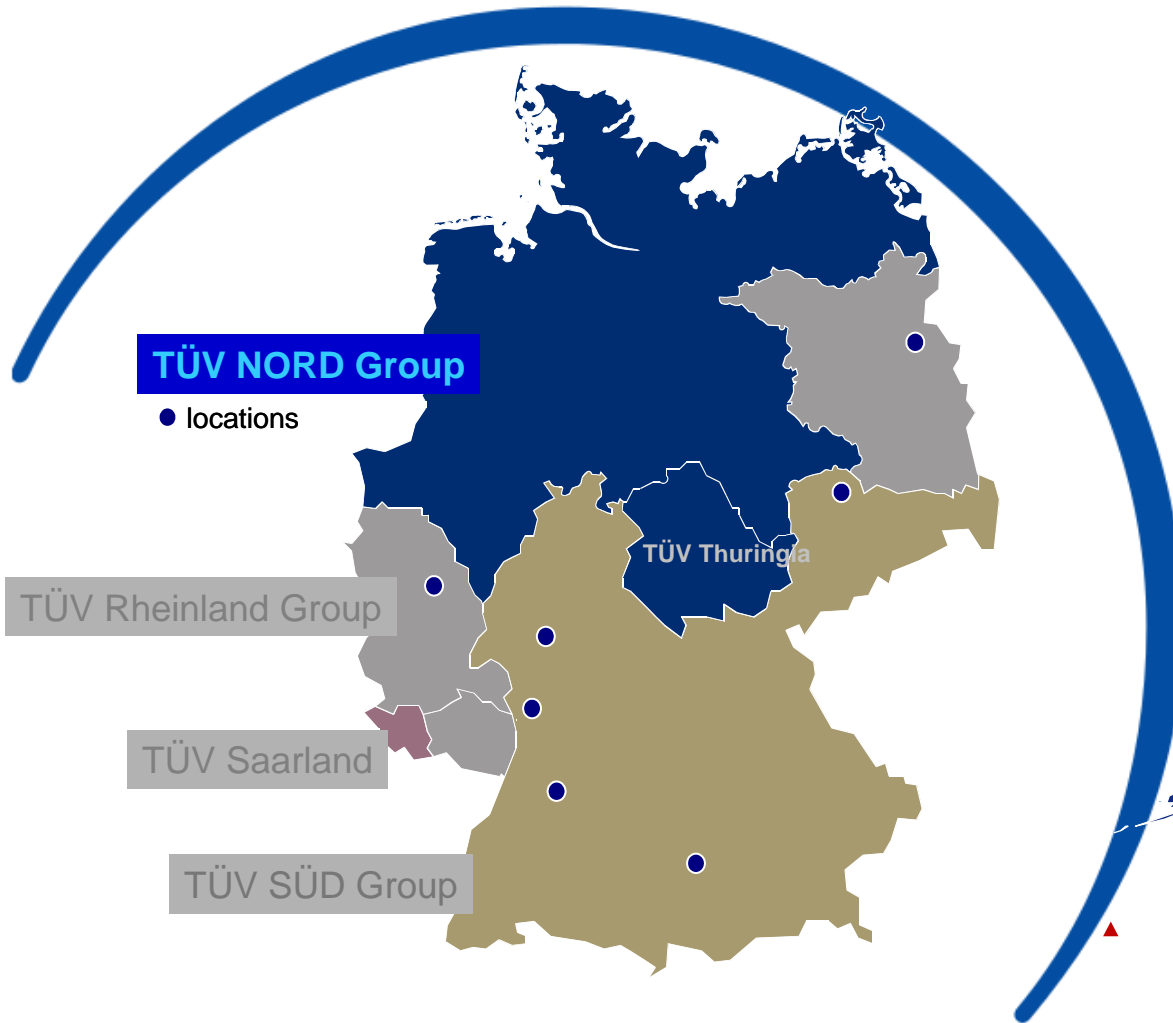 TÜV NORD Group
locations
TÜV Thuringia
TÜV Rheinland Group
TÜV Saarland
TÜV SÜD Group